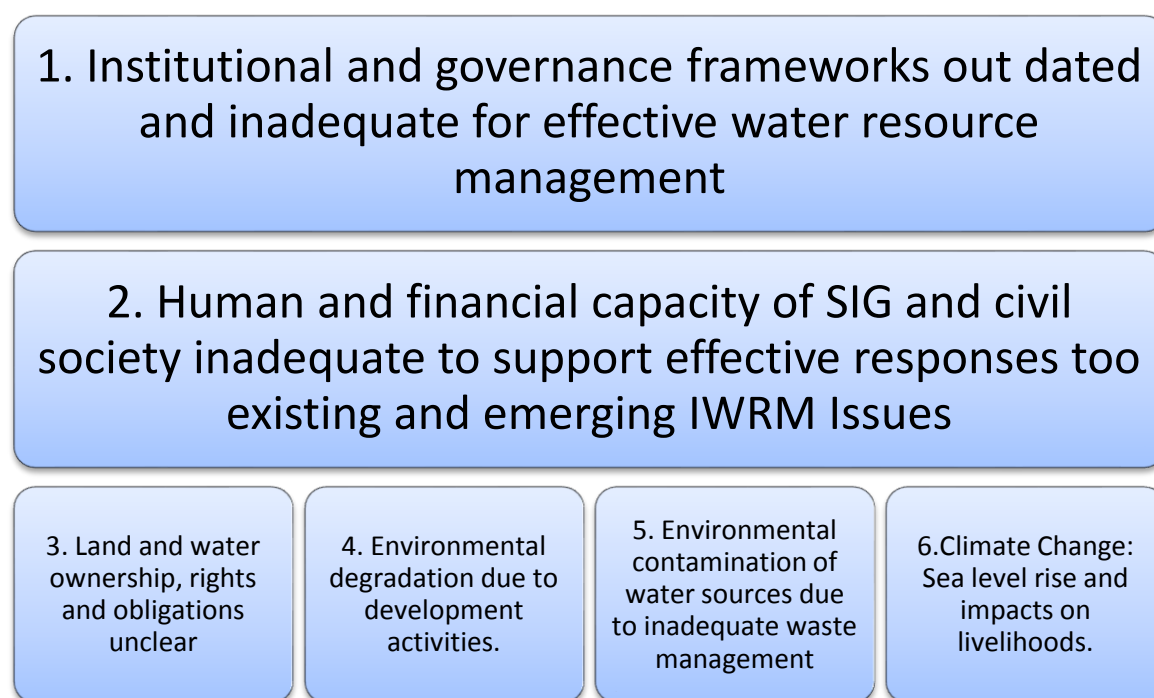 1. Institutional and governance frameworks out dated
and inadequate for effective water resource
management
2. Human and financial capacity of SIG and civil
society inadequate to support effective responses too
existing and emerging IWRM Issues
3. Land and water
ownership, rights
and obligations
unclear
4. Environmental
degradation due to
development
activities.
5. Environmental
contamination of
water sources due
to inadequate waste
management
6.Climate Change:
Sea level rise and
impacts on
livelihoods.